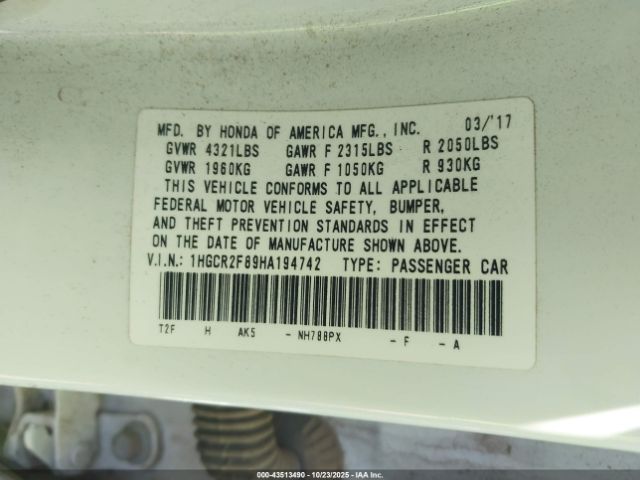 MFD. BY HONDA OF AMERICA MFG., INC. 03/'17
GVWR 4321LBS GAWR F 2315LBS R 2050LBS
GVWR 1960KG GAWR F 1050KG R 930KG
THIS VEHICLE CONFORMS TO ALL APPLICABLE
FEDERAL MOTOR VEHICLE SAFETY, BUMPER,
AND THEFT PREVENTION STANDARDS IN EFFECT
ON THE DATE OF MANUFACTURE SHOWN ABOVE.
V.I.N.: 1HGCR2F89HA194742 TYPE: PASSENGER CAR
T2F H AK5 - NH788PX - F - A
00-43513490 - 10/23/2025 - IAA Inc.